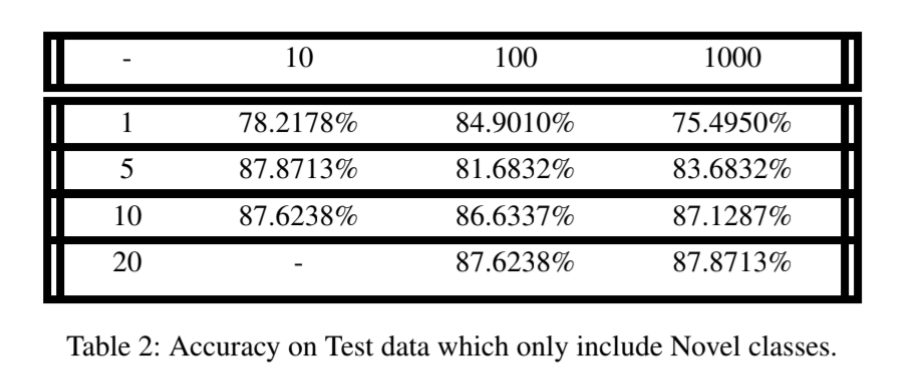 - 10 100 1000
1 78.2178% 84.9010% 75.4950%
5 87.8713% 81.6832% 83.6832%
10 87.6238% 86.6337% 87.1287%
20 - 87.6238% 87.8713%
Table 2: Accuracy on Test data which only include Novel classes.